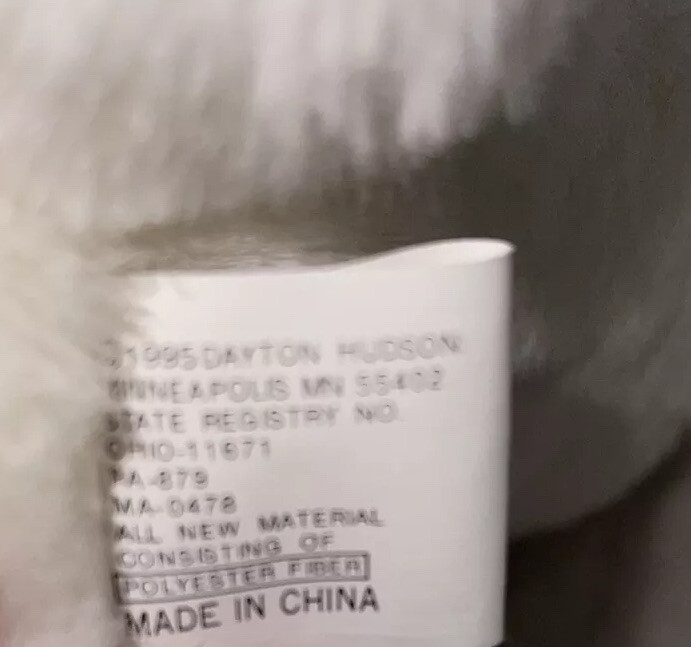 ©1995 DAYTON HUDSON
MINNEAPOLIS MN 55402
STATE REGISTRY NO.
OHIO-11671
PA-879
MA-0478
ALL NEW MATERIAL
CONSISTING OF
POLYESTER FIBER
MADE IN CHINA